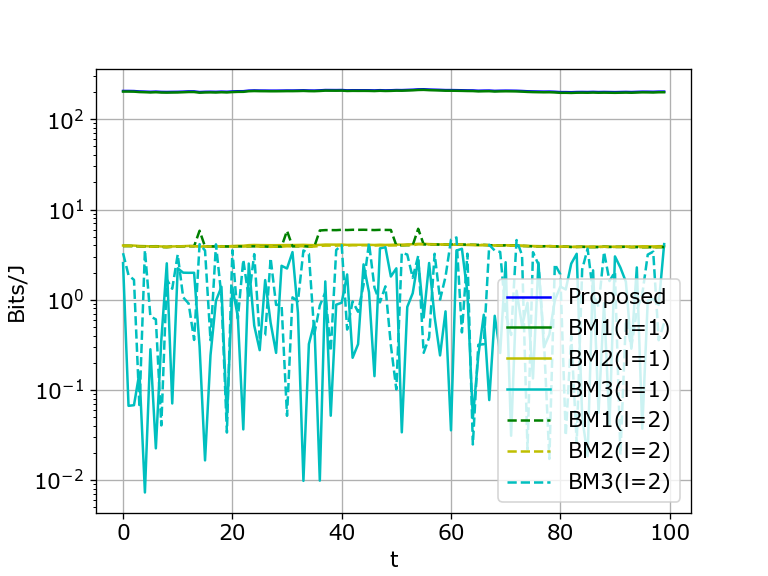 10²
10¹
10⁰
10⁻¹
10⁻²
Bits/J
0
20
40
60
80
100
t
Proposed
BM1(l=1)
BM2(l=1)
BM3(l=1)
BM1(l=2)
BM2(l=2)
BM3(l=2)